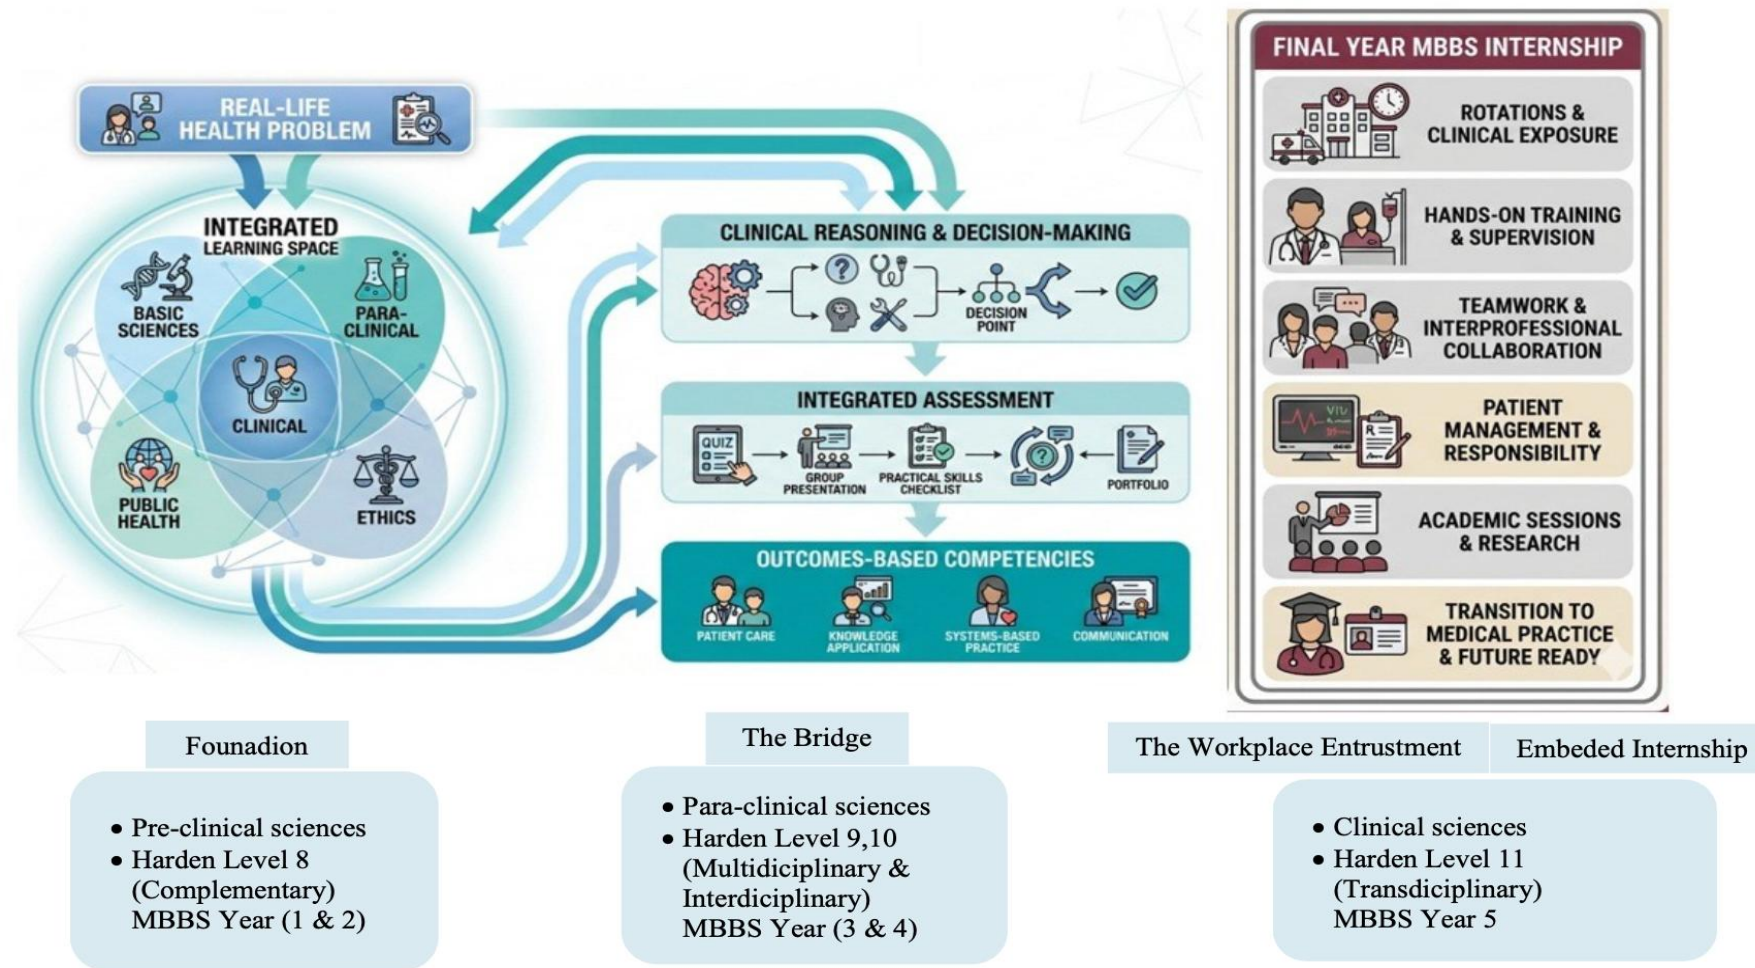 REAL-LIFE
HEALTH PROBLEM
INTEGRATED
LEARNING SPACE
BASIC
SCIENCES
PARA-
CLINICAL
CLINICAL
PUBLIC
HEALTH
ETHICS
CLINICAL REASONING & DECISION-MAKING
?
DECISION
POINT
INTEGRATED ASSESSMENT
QUIZ
?
GROUP
PRESENTATION
PRACTICAL SKILLS
CHECKLIST
PORTFOLIO
OUTCOMES-BASED COMPETENCIES
PATIENT CARE
KNOWLEDGE
APPLICATION
SYSTEMS-BASED
PRACTICE
COMMUNICATION
FINAL YEAR MBBS INTERNSHIP
ROTATIONS &
CLINICAL EXPOSURE
HANDS-ON TRAINING
& SUPERVISION
TEAMWORK &
INTERPROFESSIONAL
COLLABORATION
PATIENT
MANAGEMENT &
RESPONSIBILITY
ACADEMIC SESSIONS
& RESEARCH
TRANSITION TO
MEDICAL PRACTICE
& FUTURE READY
Founadion
• Pre-clinical sciences
• Harden Level 8
(Complementary)
MBBS Year (1 & 2)
The Bridge
• Para-clinical sciences
• Harden Level 9,10
(Multidiciplinary &
Interdiciplinary)
MBBS Year (3 & 4)
The Workplace Entrustment
Embeded Internship
• Clinical sciences
• Harden Level 11
(Transdiciplinary)
MBBS Year 5